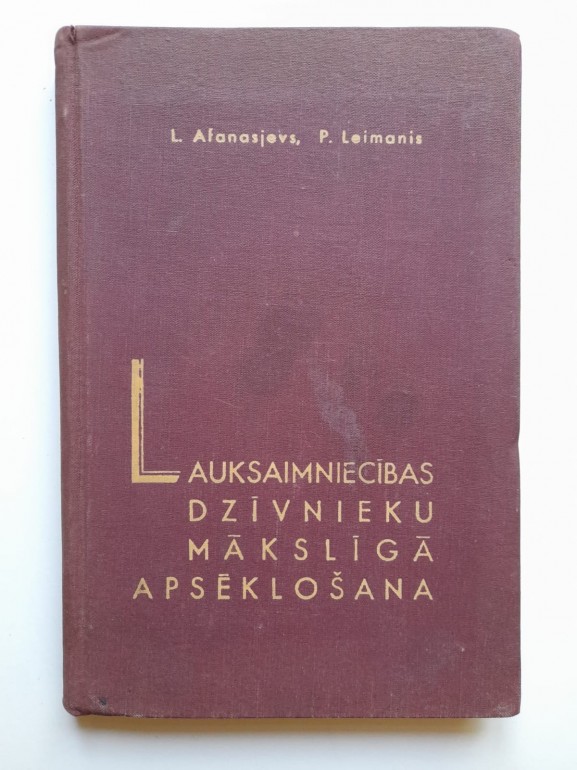 L. Afanasjevs, P. Leimanis
LAUKSAIMNIECĪBAS
DZĪVNIEKU
MĀKSLĪGĀ
APSĒKLOŠANA